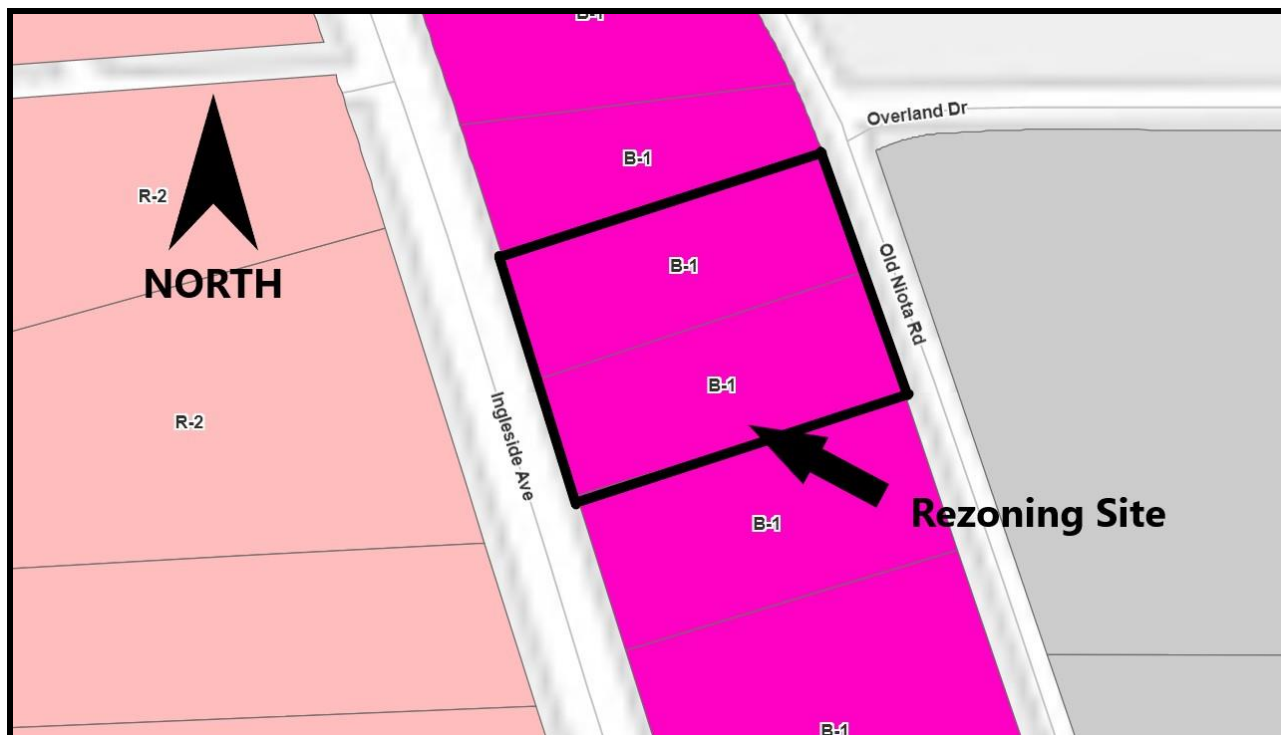 B-1
Overland Dr
B-1
R-2
B-1
NORTH
Old Niota Rd
B-1
R-2
Ingleside Ave
Rezoning Site
B-1
B-1